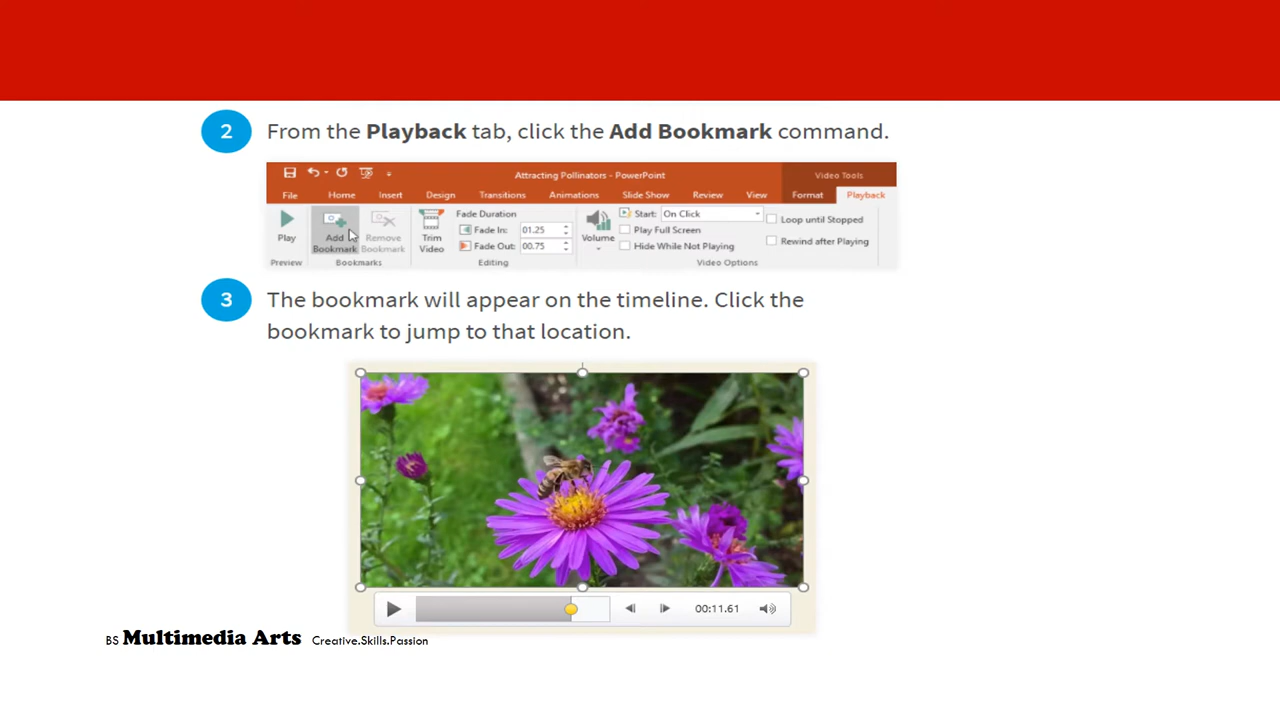 2 From the Playback tab, click the Add Bookmark command.
Attracting Pollinators - PowerPoint Video Tools
File Home Insert Design Transitions Animations Slide Show Review View Format Playback
Play Add Bookmark Remove Bookmark Trim Video Fade Duration Volume Start: On Click Loop until Stopped
Fade In: 01.25 Play Full Screen Rewind after Playing
Fade Out: 00.75 Hide While Not Playing
Preview Bookmarks Editing Video Options
3 The bookmark will appear on the timeline. Click the
bookmark to jump to that location.
00:11.61
BS Multimedia Arts Creative.Skills.Passion